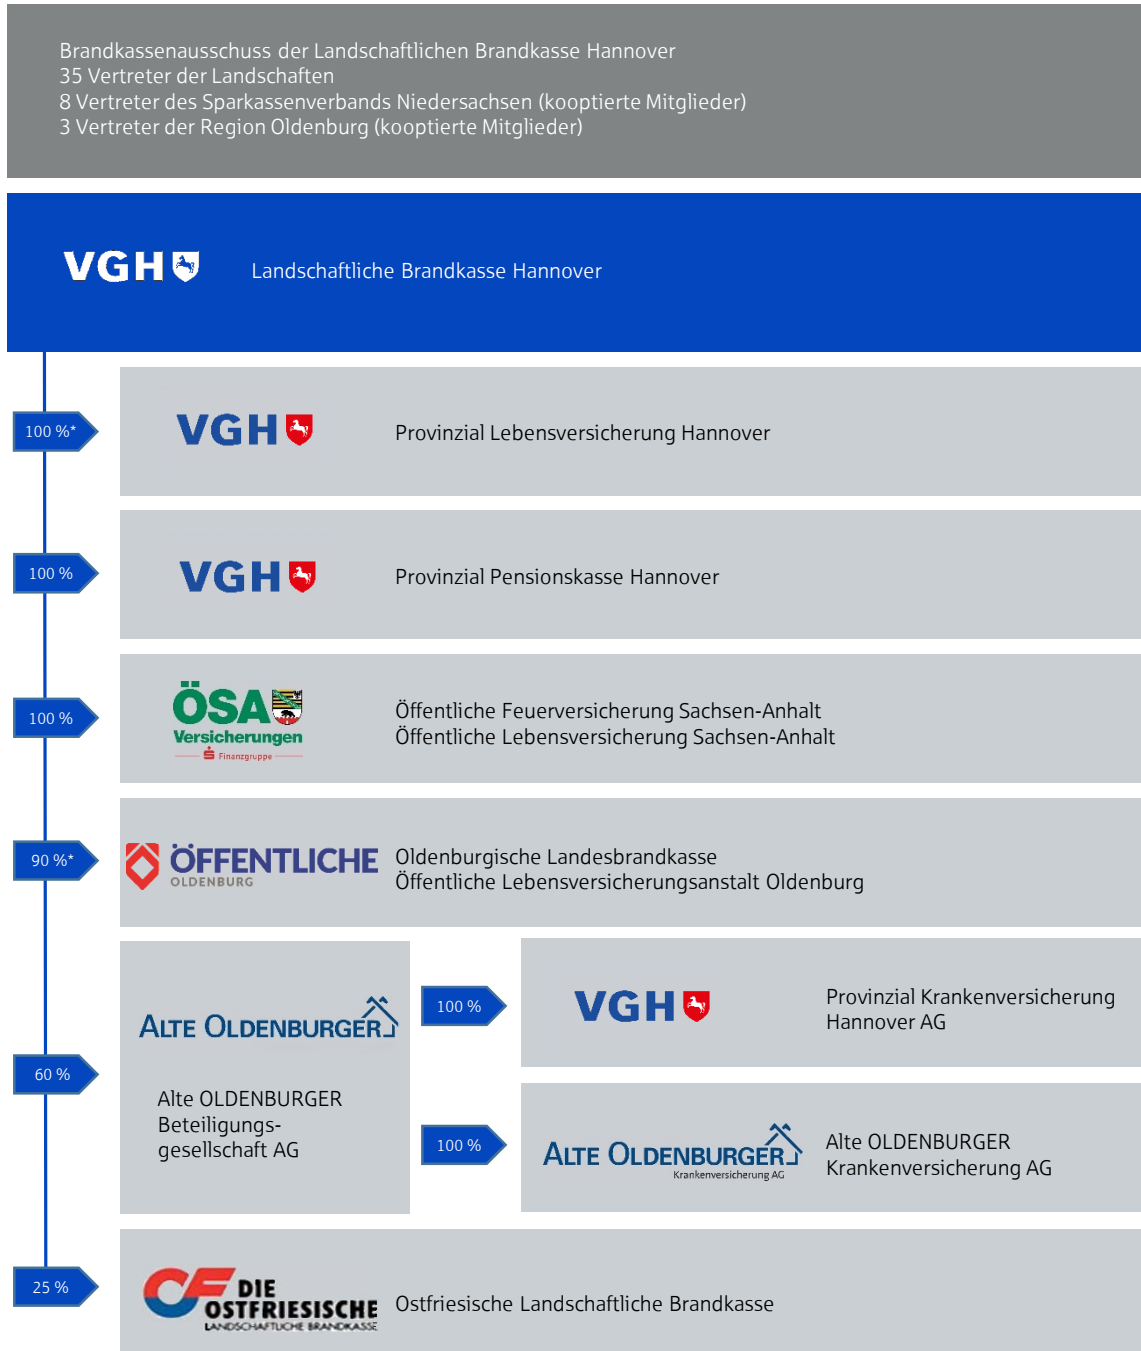 Brandkassenausschuss der Landschaftlichen Brandkasse Hannover
35 Vertreter der Landschaften
8 Vertreter des Sparkassenverbands Niedersachsen (kooptierte Mitglieder)
3 Vertreter der Region Oldenburg (kooptierte Mitglieder)
VGH
Landschaftliche Brandkasse Hannover
100 %*
VGH
Provinzial Lebensversicherung Hannover
100 %
VGH
Provinzial Pensionskasse Hannover
100 %
ÖSA
Versicherungen
Finanzgruppe
Öffentliche Feuerversicherung Sachsen-Anhalt
Öffentliche Lebensversicherung Sachsen-Anhalt
90 %*
ÖFFENTLICHE
OLDENBURG
Oldenburgische Landesbrandkasse
Öffentliche Lebensversicherungsanstalt Oldenburg
60 %
ALTE OLDENBURGER
Alte OLDENBURGER
Beteiligungs-
gesellschaft AG
100 %
VGH
Provinzial Krankenversicherung
Hannover AG
100 %
ALTE OLDENBURGER
Krankenversicherung AG
Alte OLDENBURGER
Krankenversicherung AG
25 %
DIE
OSTFRIESISCHE
LANDSCHAFTLICHE BRANDKASSE
Ostfriesische Landschaftliche Brandkasse